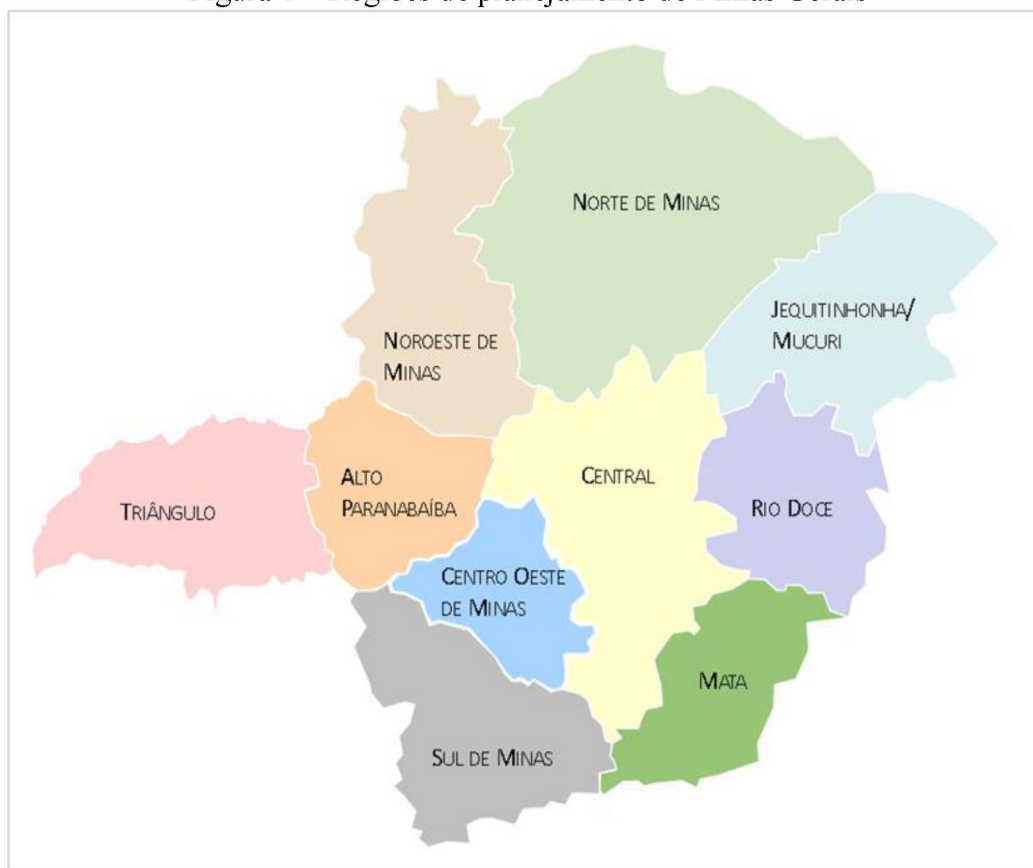 NORTE DE MINAS
JEQUITINHONHA/
MUCURI
NOROESTE DE
MINAS
ALTO
PARANABAÍBA
CENTRAL
TRIÂNGULO
RIO DOCE
CENTRO OESTE
DE MINAS
MATA
SUL DE MINAS